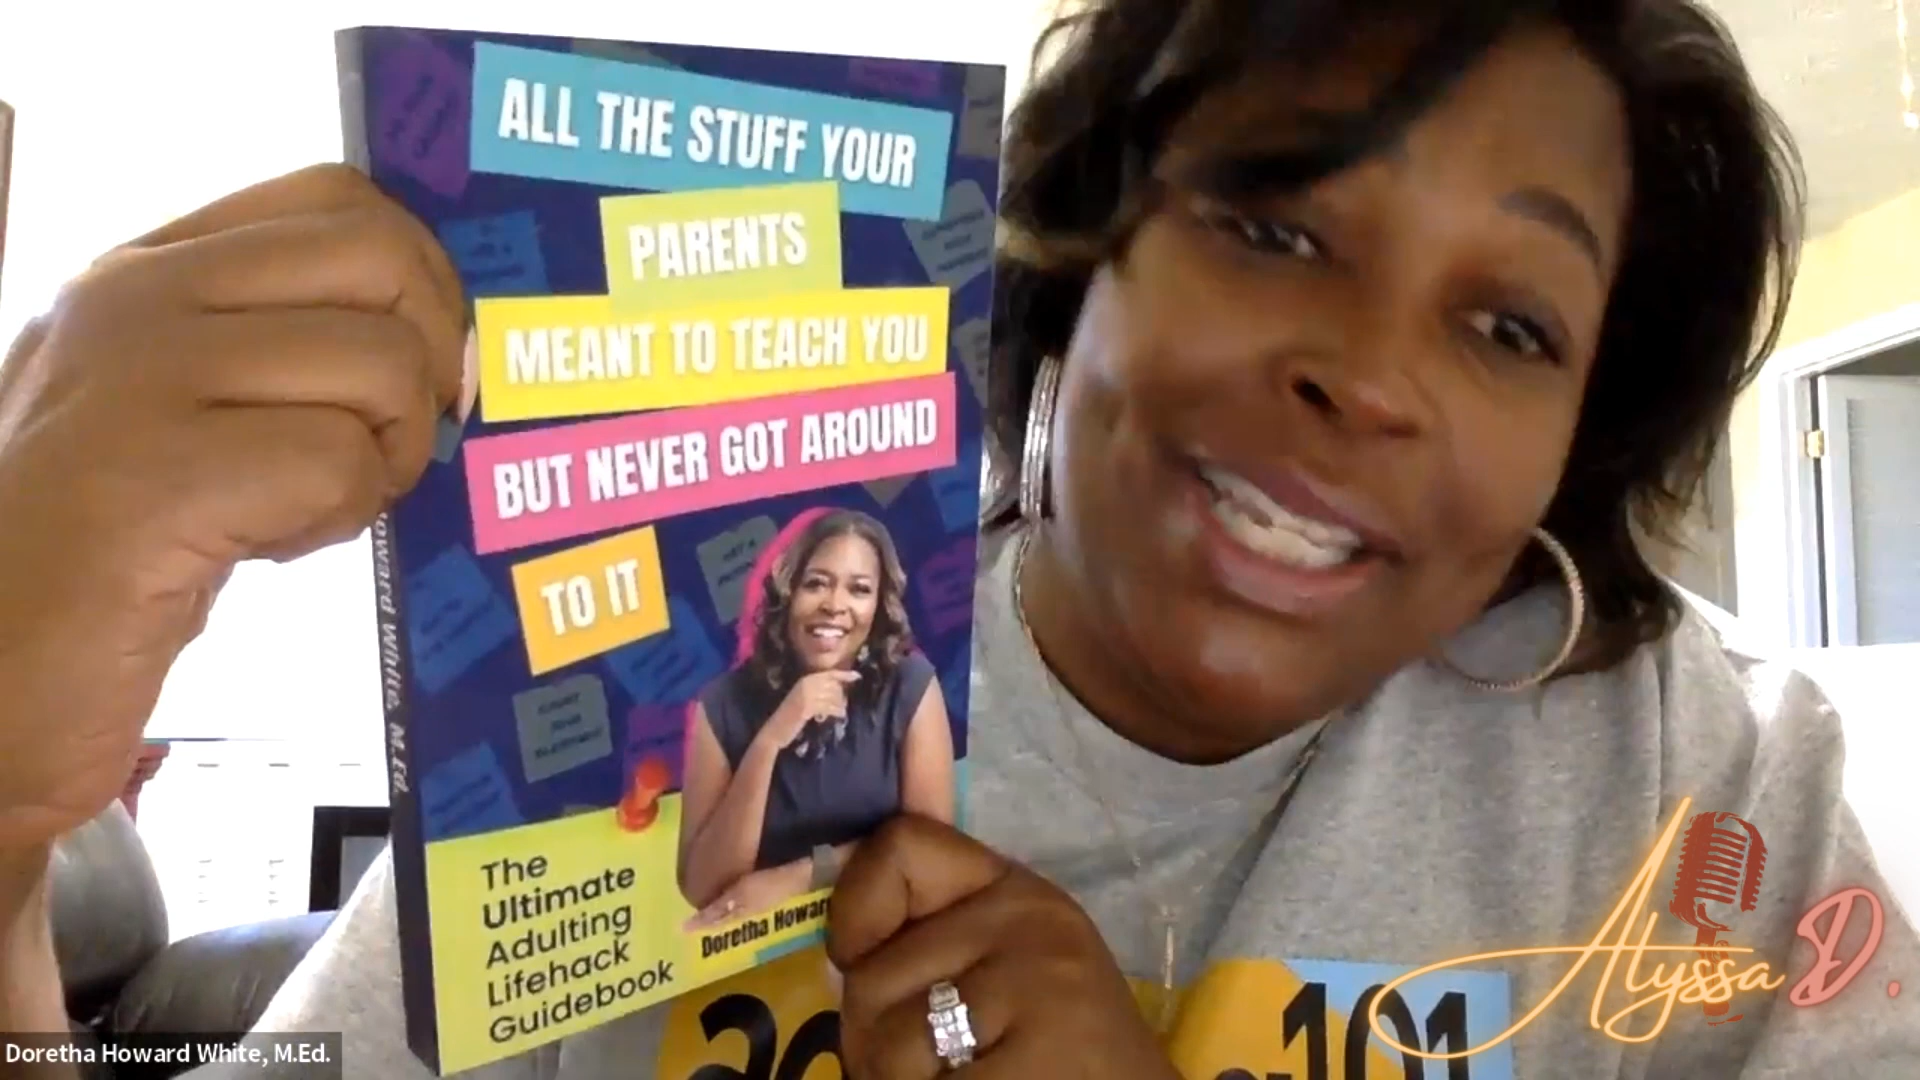 ALL THE STUFF YOUR
PARENTS
MEANT TO TEACH YOU
BUT NEVER GOT AROUND
TO IT
The
Ultimate
Adulting
Lifehack
Guidebook
Doretha Howard
Howard White, M.Ed.
101
Alyssa D.
Doretha Howard White, M.Ed.